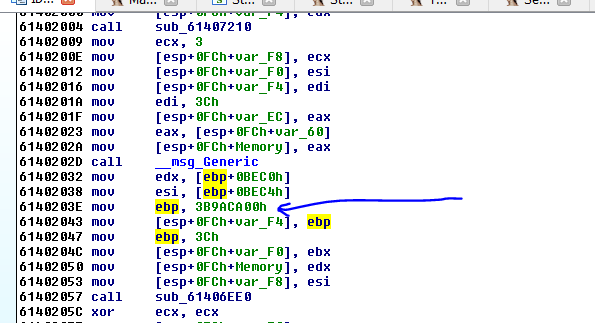 ID...
Ma...
St...
St...
T...
Se...
61402004 call sub_61407210
61402009 mov ecx, 3
6140200E mov [esp+0FCh+var_F8], ecx
61402012 mov [esp+0FCh+var_F0], esi
61402016 mov [esp+0FCh+var_F4], edi
6140201A mov edi, 3Ch
6140201F mov [esp+0FCh+var_EC], eax
61402023 mov eax, [esp+0FCh+var_60]
6140202A mov [esp+0FCh+Memory], eax
6140202D call __msg_Generic
61402032 mov edx, [ebp+0BEC0h]
61402038 mov esi, [ebp+0BEC4h]
6140203E mov ebp, 3B9ACA00h
61402043 mov [esp+0FCh+var_F4], ebp
61402047 mov ebp, 3Ch
6140204C mov [esp+0FCh+var_F0], ebx
61402050 mov [esp+0FCh+Memory], edx
61402053 mov [esp+0FCh+var_F8], esi
61402057 call sub_61406EE0
6140205C xor ecx, ecx